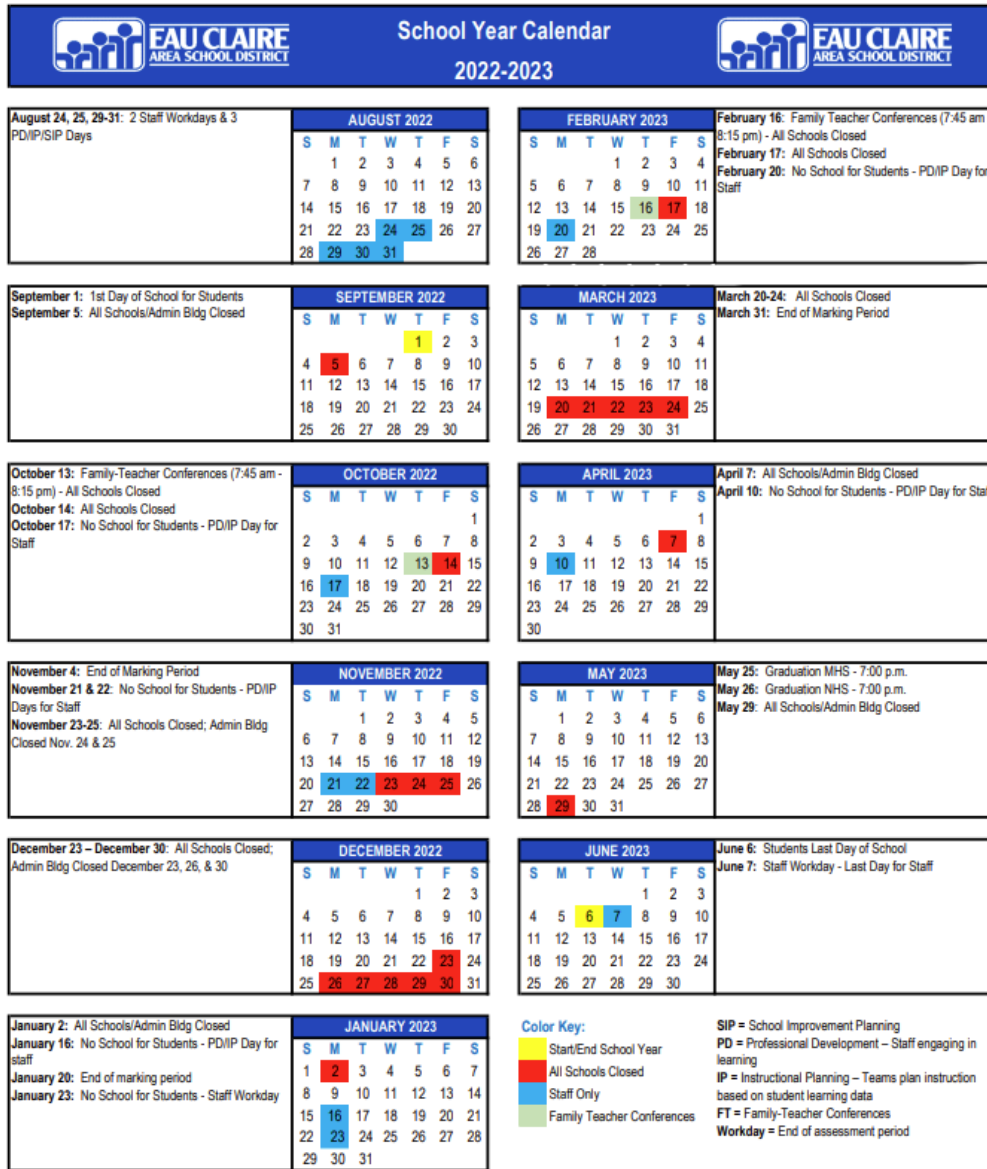 EAU CLAIRE
AREA SCHOOL DISTRICT
School Year Calendar
2022-2023
EAU CLAIRE
AREA SCHOOL DISTRICT
August 24, 25, 29-31: 2 Staff Workdays & 3
PD/IP/SIP Days
AUGUST 2022
S M T W T F S
1 2 3 4 5 6
7 8 9 10 11 12 13
14 15 16 17 18 19 20
21 22 23 24 25 26 27
28 29 30 31
September 1: 1st Day of School for Students
September 5: All Schools/Admin Bldg Closed
SEPTEMBER 2022
S M T W T F S
1 2 3
4 5 6 7 8 9 10
11 12 13 14 15 16 17
18 19 20 21 22 23 24
25 26 27 28 29 30
October 13: Family-Teacher Conferences (7:45 am -
8:15 pm) - All Schools Closed
October 14: All Schools Closed
October 17: No School for Students - PD/IP Day for
Staff
OCTOBER 2022
S M T W T F S
1
2 3 4 5 6 7 8
9 10 11 12 13 14 15
16 17 18 19 20 21 22
23 24 25 26 27 28 29
30 31
November 4: End of Marking Period
November 21 & 22: No School for Students - PD/IP
Days for Staff
November 23-25: All Schools Closed; Admin Bldg
Closed Nov. 24 & 25
NOVEMBER 2022
S M T W T F S
1 2 3 4 5
6 7 8 9 10 11 12
13 14 15 16 17 18 19
20 21 22 23 24 25 26
27 28 29 30
December 23 – December 30: All Schools Closed;
Admin Bldg Closed December 23, 26, & 30
DECEMBER 2022
S M T W T F S
1 2 3
4 5 6 7 8 9 10
11 12 13 14 15 16 17
18 19 20 21 22 23 24
25 26 27 28 29 30 31
January 2: All Schools/Admin Bldg Closed
January 16: No School for Students - PD/IP Day for
staff
January 20: End of marking period
January 23: No School for Students - Staff Workday
JANUARY 2023
S M T W T F S
1 2 3 4 5 6 7
8 9 10 11 12 13 14
15 16 17 18 19 20 21
22 23 24 25 26 27 28
29 30 31
FEBRUARY 2023
S M T W T F S
1 2 3 4
5 6 7 8 9 10 11
12 13 14 15 16 17 18
19 20 21 22 23 24 25
26 27 28
February 16: Family Teacher Conferences (7:45 am
8:15 pm) - All Schools Closed
February 17: All Schools Closed
February 20: No School for Students - PD/IP Day for
Staff
MARCH 2023
S M T W T F S
1 2 3 4
5 6 7 8 9 10 11
12 13 14 15 16 17 18
19 20 21 22 23 24 25
26 27 28 29 30 31
March 20-24: All Schools Closed
March 31: End of Marking Period
APRIL 2023
S M T W T F S
1
2 3 4 5 6 7 8
9 10 11 12 13 14 15
16 17 18 19 20 21 22
23 24 25 26 27 28 29
30
April 7: All Schools/Admin Bldg Closed
April 10: No School for Students - PD/IP Day for Staf
MAY 2023
S M T W T F S
1 2 3 4 5 6
7 8 9 10 11 12 13
14 15 16 17 18 19 20
21 22 23 24 25 26 27
28 29 30 31
May 25: Graduation MHS - 7:00 p.m.
May 26: Graduation NHS - 7:00 p.m.
May 29: All Schools/Admin Bldg Closed
JUNE 2023
S M T W T F S
1 2 3
4 5 6 7 8 9 10
11 12 13 14 15 16 17
18 19 20 21 22 23 24
25 26 27 28 29 30
June 6: Students Last Day of School
June 7: Staff Workday - Last Day for Staff
Color Key:
Start/End School Year
All Schools Closed
Staff Only
Family Teacher Conferences
SIP = School Improvement Planning
PD = Professional Development – Staff engaging in
learning
IP = Instructional Planning – Teams plan instruction
based on student learning data
FT = Family-Teacher Conferences
Workday = End of assessment period